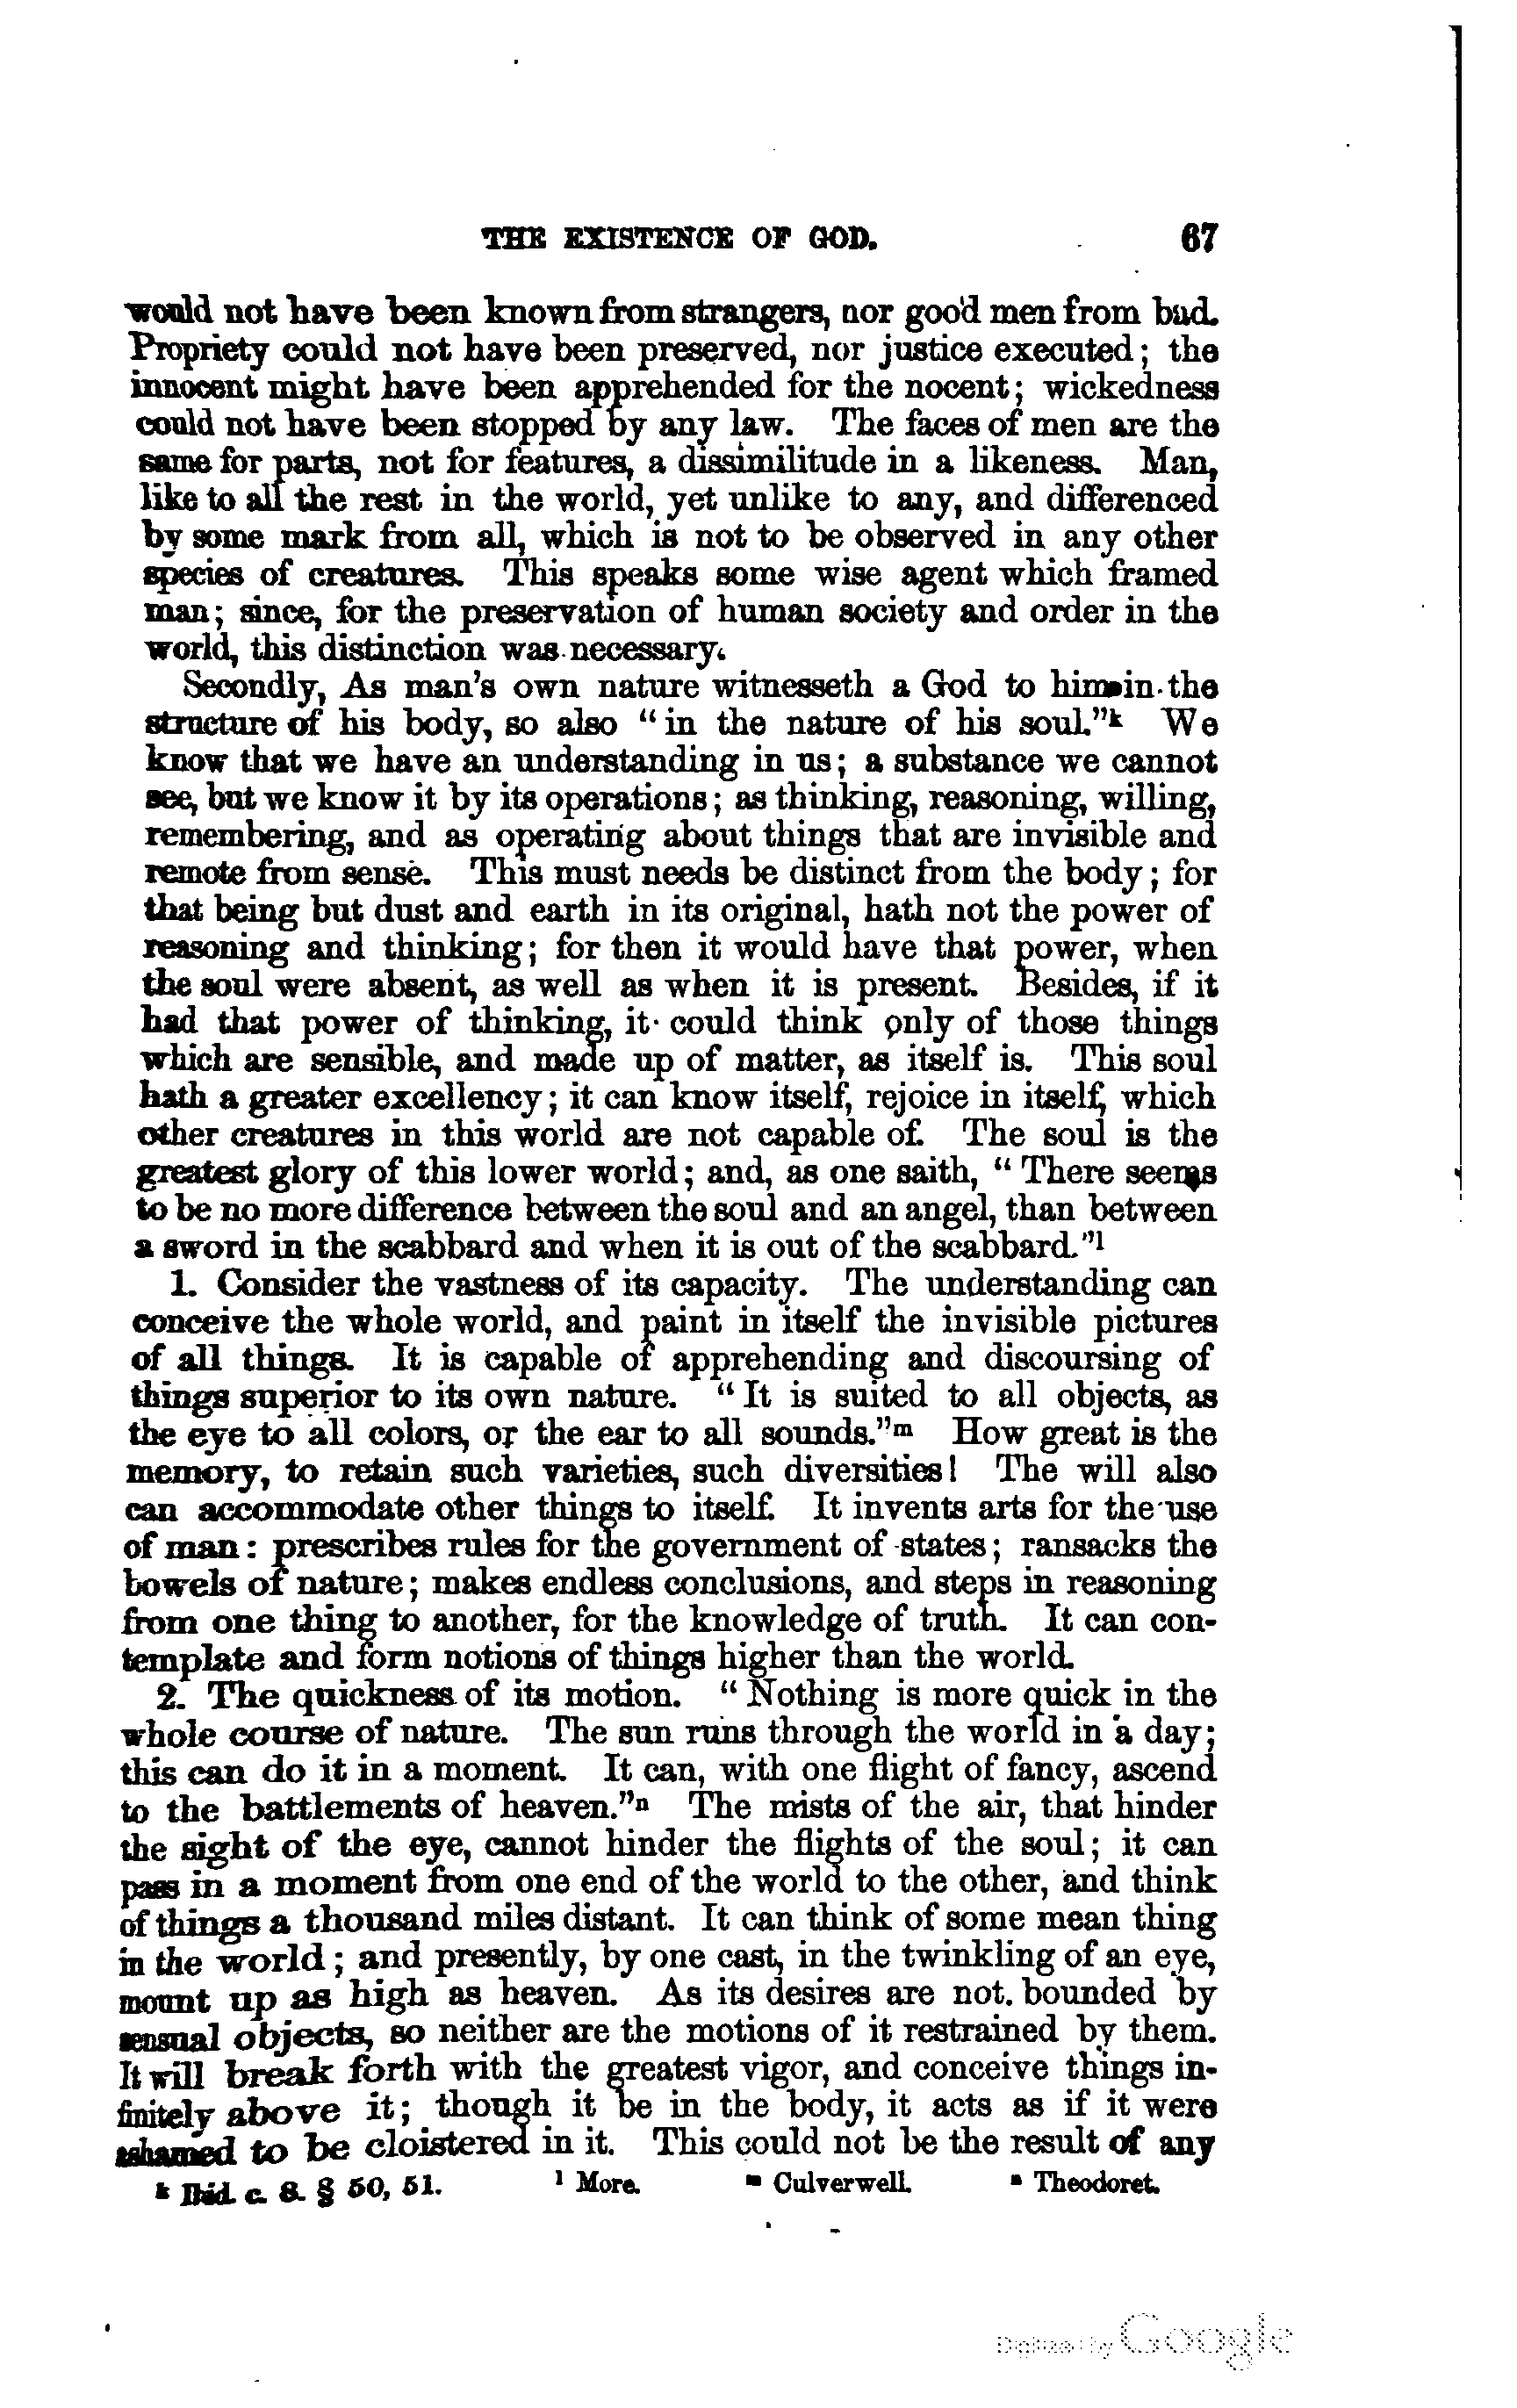 THE EXISTENCE OF GOD. 67
would not have been known from strangers, nor good men from bad.
Propriety could not have been preserved, nor justice executed; the
innocent might have been apprehended for the nocent; wickedness
could not have been stopped by any law. The faces of men are the
same for parts, not for features, a dissimilitude in a likeness. Man,
like to all the rest in the world, yet unlike to any, and differenced
by some mark from all, which is not to be observed in any other
species of creatures. This speaks some wise agent which framed
man; since, for the preservation of human society and order in the
world, this distinction was necessary.
Secondly, As man's own nature witnesseth a God to him in the
structure of his body, so also "in the nature of his soul."k We
know that we have an understanding in us; a substance we cannot
see, but we know it by its operations; as thinking, reasoning, willing,
remembering, and as operating about things that are invisible and
remote from sense. This must needs be distinct from the body; for
that being but dust and earth in its original, hath not the power of
reasoning and thinking; for then it would have that power, when
the soul were absent, as well as when it is present. Besides, if it
had that power of thinking, it could think only of those things
which are sensible, and made up of matter, as itself is. This soul
hath a greater excellency; it can know itself, rejoice in itself, which
other creatures in this world are not capable of. The soul is the
greatest glory of this lower world; and, as one saith, "There seems
to be no more difference between the soul and an angel, than between
a sword in the scabbard and when it is out of the scabbard."l
1. Consider the vastness of its capacity. The understanding can
conceive the whole world, and paint in itself the invisible pictures
of all things. It is capable of apprehending and discoursing of
things superior to its own nature. "It is suited to all objects, as
the eye to all colors, or the ear to all sounds."m How great is the
memory, to retain such varieties, such diversities! The will also
can accommodate other things to itself. It invents arts for the use
of man: prescribes rules for the government of states; ransacks the
bowels of nature; makes endless conclusions, and steps in reasoning
from one thing to another, for the knowledge of truth. It can con-
template and form notions of things higher than the world.
2. The quickness of its motion. "Nothing is more quick in the
whole course of nature. The sun runs through the world in a day;
this can do it in a moment. It can, with one flight of fancy, ascend
to the battlements of heaven."n The mists of the air, that hinder
the sight of the eye, cannot hinder the flights of the soul; it can
pass in a moment from one end of the world to the other, and think
of things a thousand miles distant. It can think of some mean thing
in the world; and presently, by one cast, in the twinkling of an eye,
mount up as high as heaven. As its desires are not bounded by
sensual objects, so neither are the motions of it restrained by them.
It will break forth with the greatest vigor, and conceive things in-
finitely above it; though it be in the body, it acts as if it were
ashamed to be cloistered in it. This could not be the result of any
k Ibid. c. 8. § 50, 51. l More. m Culverwell. n Theodoret.
Digitized by Google